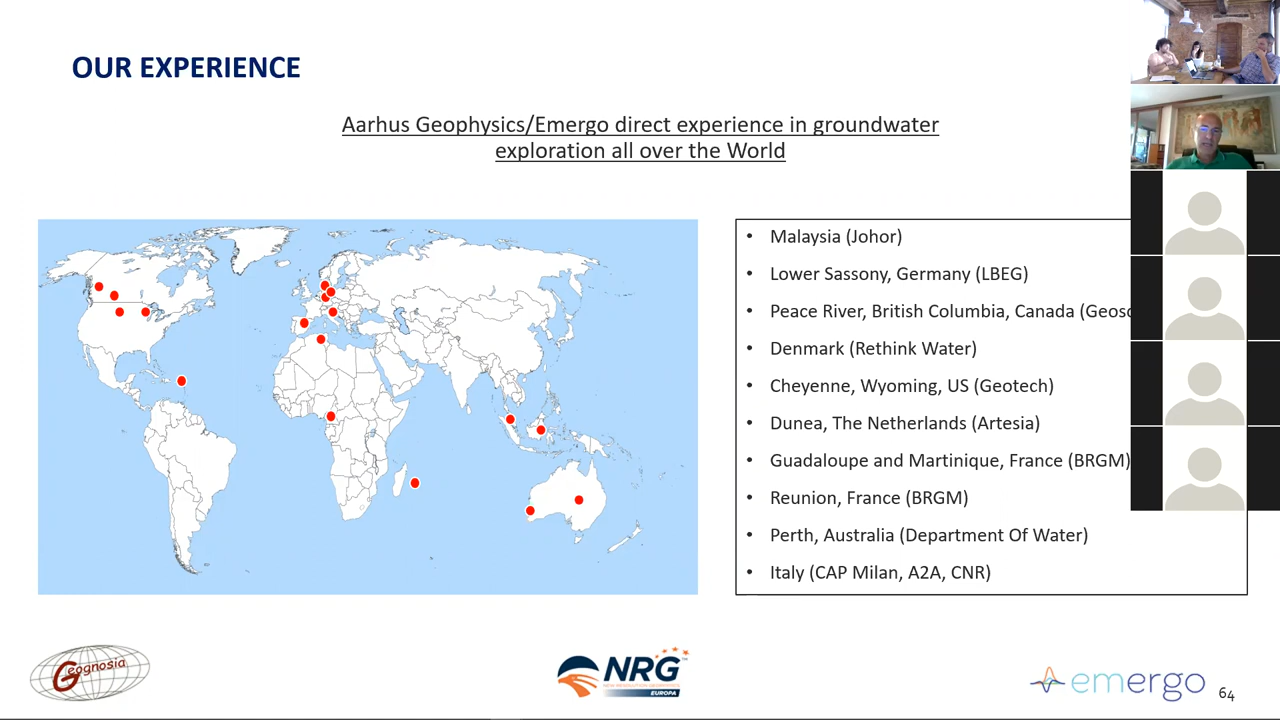 OUR EXPERIENCE
Aarhus Geophysics/Emergo direct experience in groundwater
exploration all over the World
• Malaysia (Johor)
• Lower Sassony, Germany (LBEG)
• Peace River, British Columbia, Canada (Geosc
• Denmark (Rethink Water)
• Cheyenne, Wyoming, US (Geotech)
• Dunea, The Netherlands (Artesia)
• Guadaloupe and Martinique, France (BRGM)
• Reunion, France (BRGM)
• Perth, Australia (Department Of Water)
• Italy (CAP Milan, A2A, CNR)
Geognosia
NRG
EUROPA
emergo
64